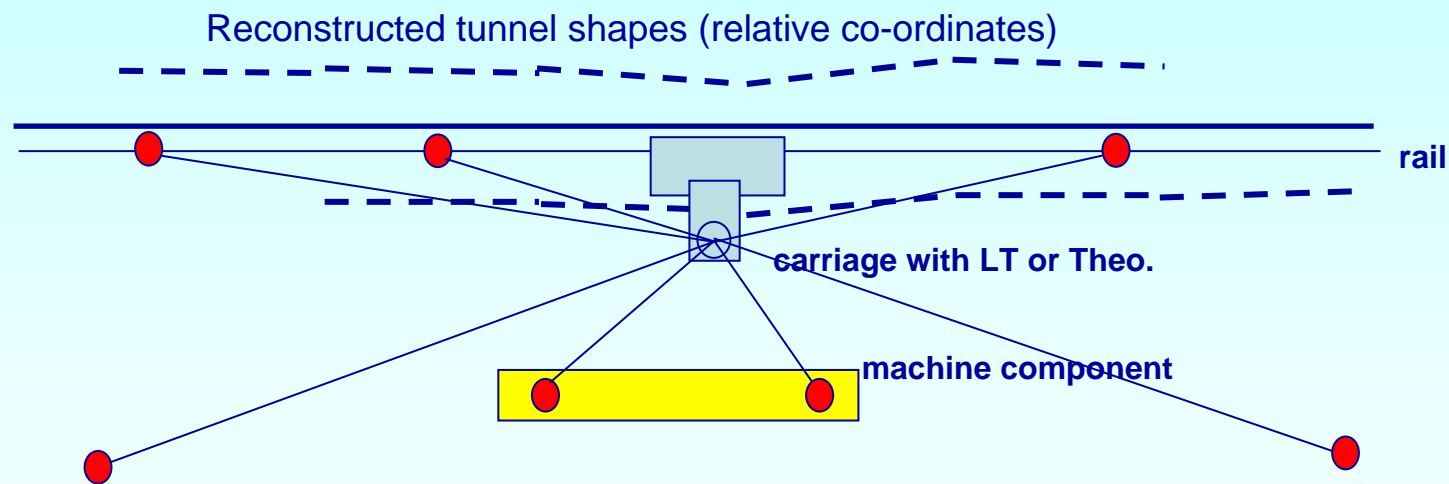 Reconstructed tunnel shapes (relative co-ordinates)
rail
carriage with LT or Theo.
machine component